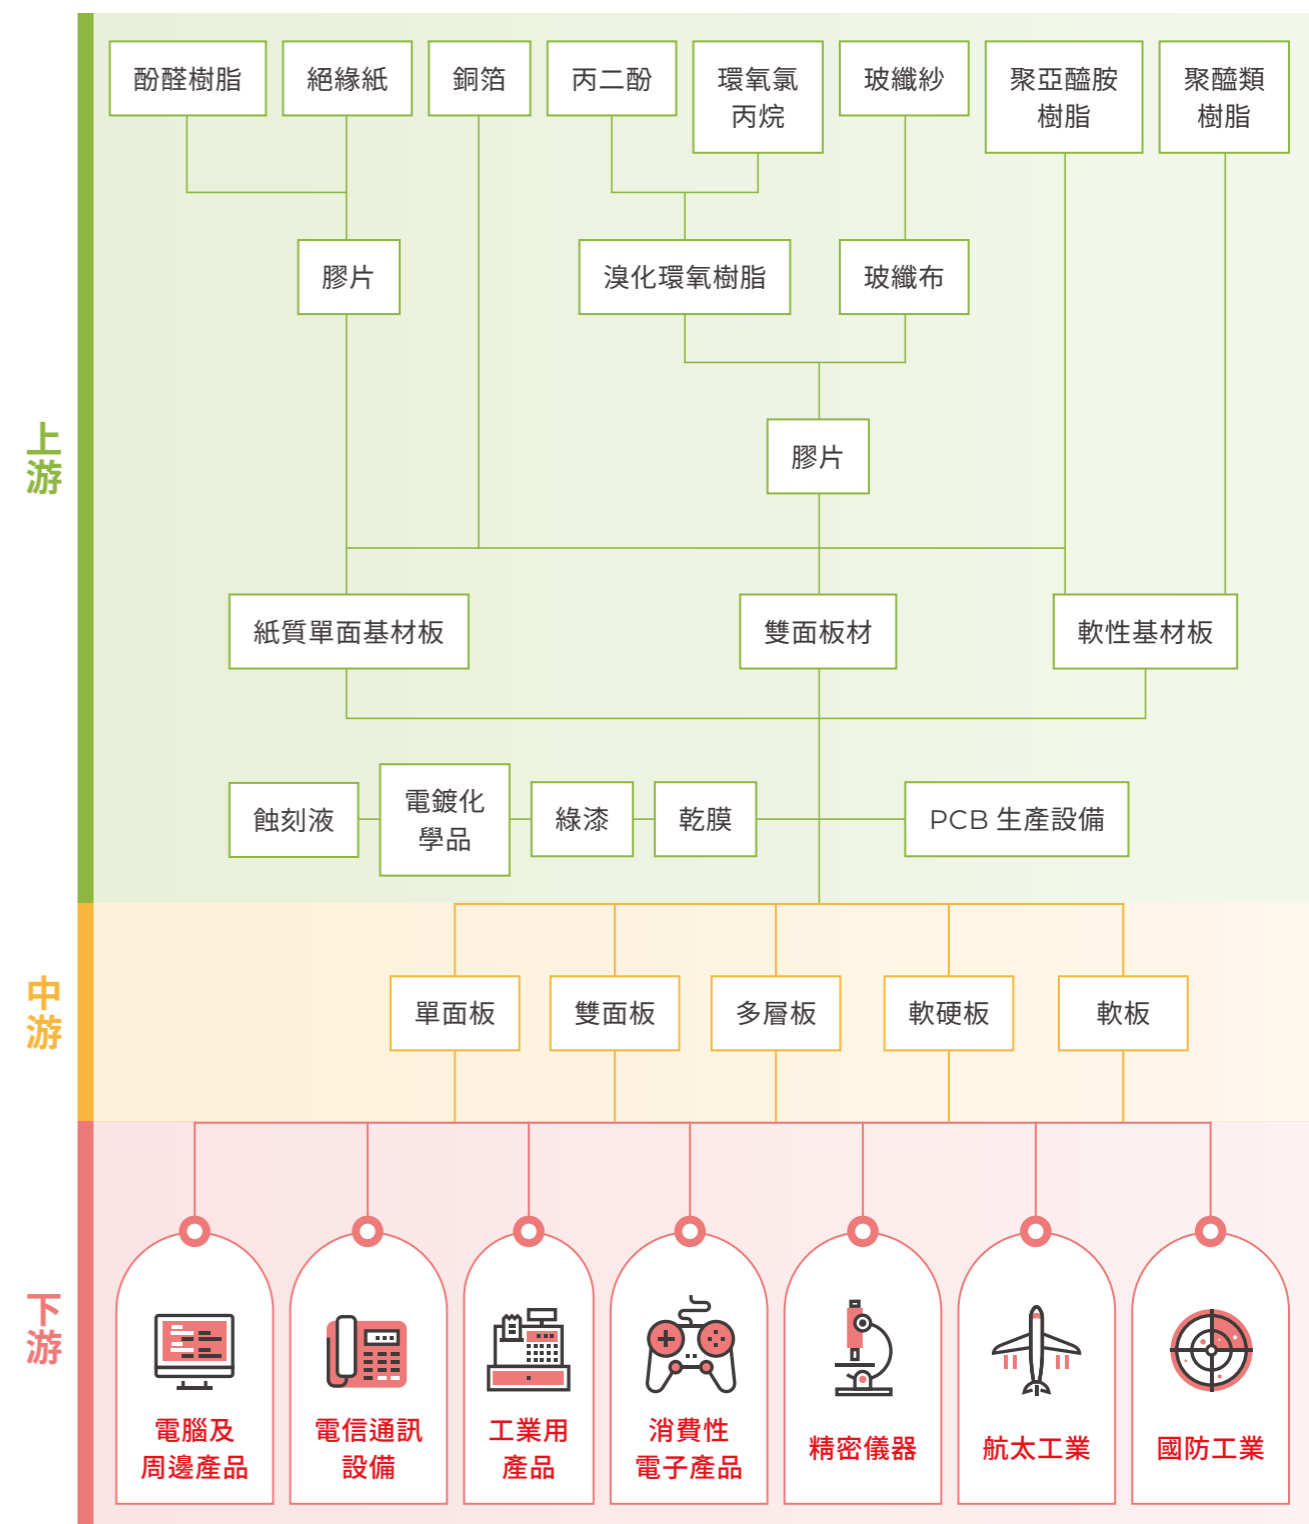 酚醛樹脂
絕緣紙
銅箔
丙二酚
環氧氯
丙烷
玻纖紗
聚亞醯胺
樹脂
聚醯類
樹脂
膠片
溴化環氧樹脂
玻纖布
膠片
上游
紙質單面基材板
雙面板材
軟性基材板
蝕刻液
電鍍化
學品
綠漆
乾膜
PCB 生產設備
中游
單面板
雙面板
多層板
軟硬板
軟板
下游
電腦及
周邊產品
電信通訊
設備
工業用
產品
消費性
電子產品
精密儀器
航太工業
國防工業